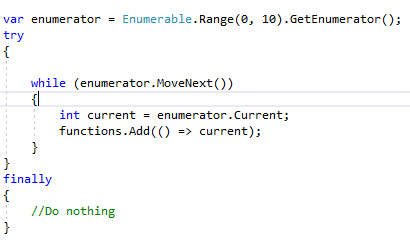 var enumerator = Enumerable.Range(0, 10).GetEnumerator();
try
{
while (enumerator.MoveNext())
{
int current = enumerator.Current;
functions.Add(() => current);
}
}
finally
{
//Do nothing
}